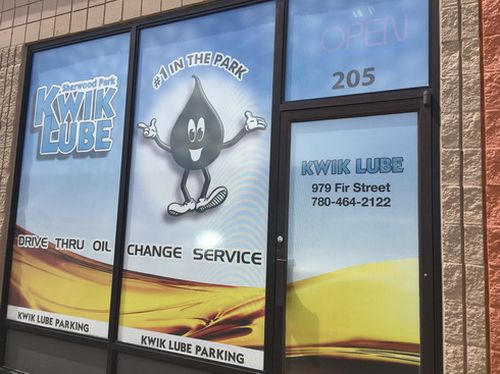 Sherwood Park
KWIK
LUBE
#1 IN THE PARK
DRIVE THRU OIL CHANGE SERVICE
KWIK LUBE PARKING
KWIK LUBE PARKING
OPEN
205
KWIK LUBE
979 Fir Street
780-464-2122